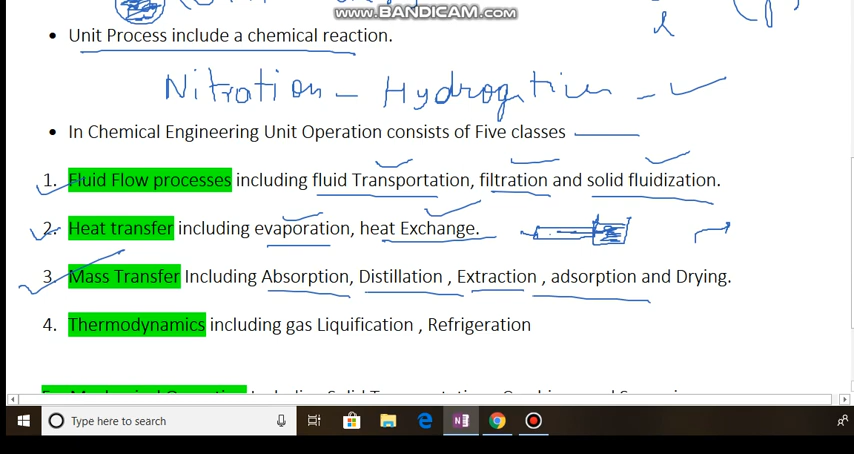 www.BANDICAM.com
• Unit Process include a chemical reaction.
Nitration - Hydrog
• In Chemical Engineering Unit Operation consists of Five classes
1. Fluid Flow processes including fluid Transportation, filtration and solid fluidization.
2. Heat transfer including evaporation, heat Exchange.
3. Mass Transfer Including Absorption, Distillation , Extraction , adsorption and Drying.
4. Thermodynamics including gas Liquification , Refrigeration
Type here to search